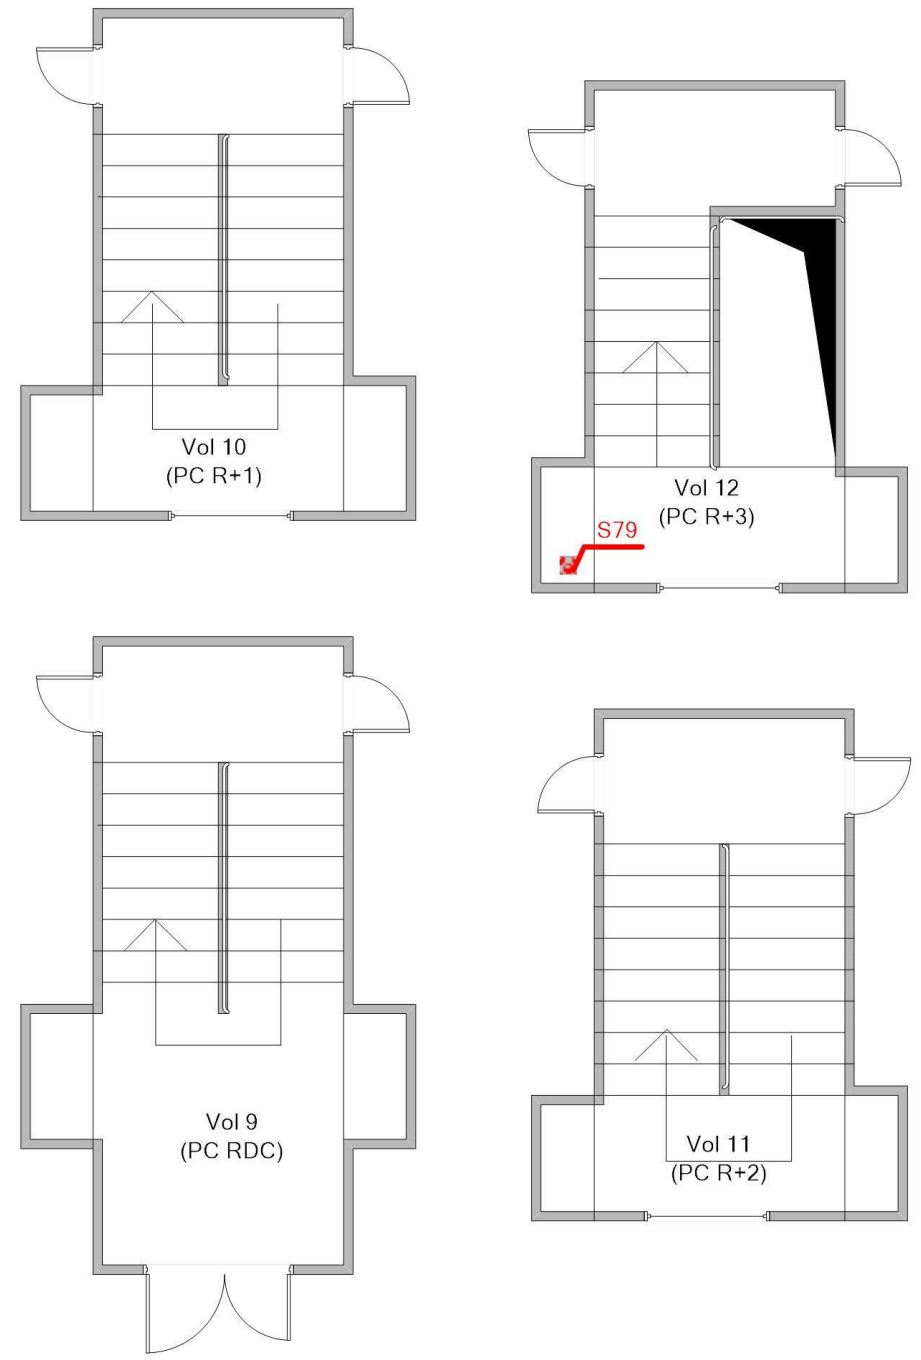 Vol 10
(PC R+1)
Vol 12
(PC R+3)
S79
Vol 9
(PC RDC)
Vol 11
(PC R+2)